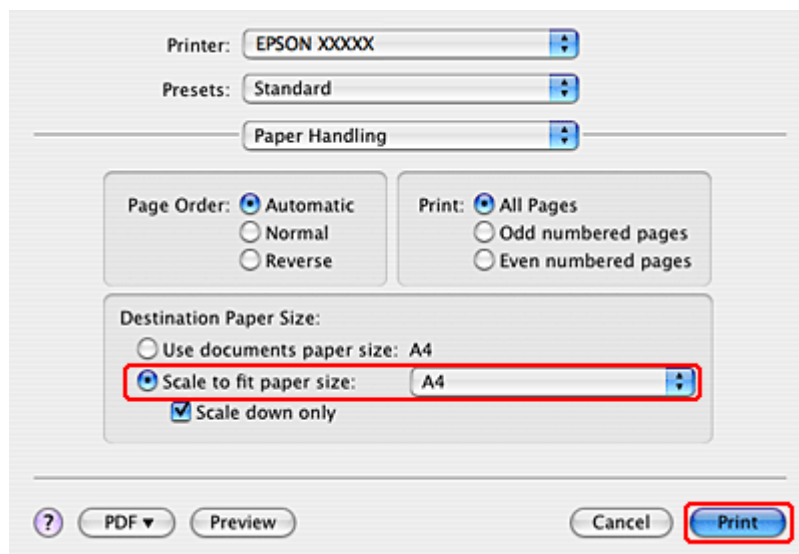 Printer: EPSON XXXXX
Presets: Standard
Paper Handling
Page Order: Automatic
Normal
Reverse
Print: All Pages
Odd numbered pages
Even numbered pages
Destination Paper Size:
Use documents paper size: A4
Scale to fit paper size: A4
Scale down only
? PDF ▼ Preview Cancel Print